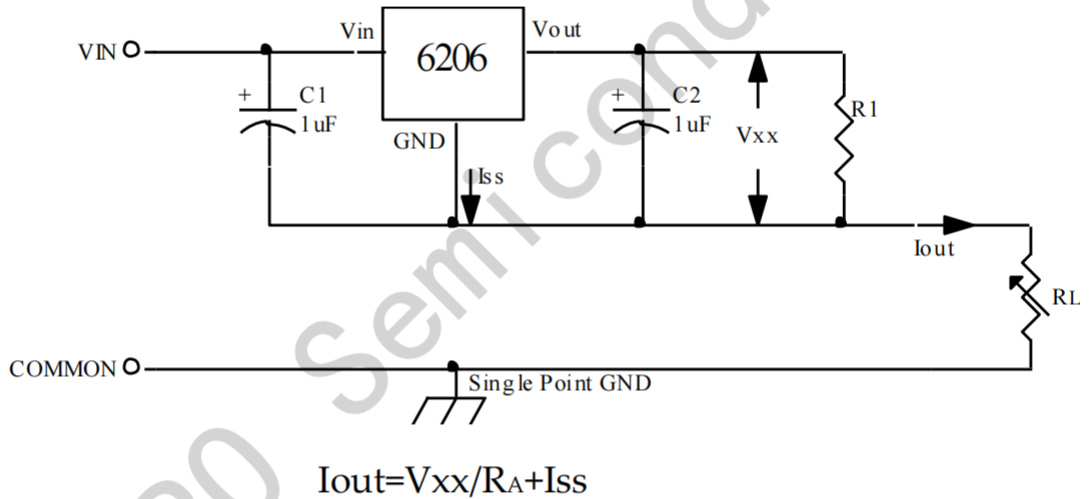 Vin
Vout
VIN
6206
+
C1
1uF
+
C2
1uF
Vxx
R1
GND
Iss
Iout
RL
COMMON
Single Point GND
Iout=Vxx/RA+Iss
Semicond